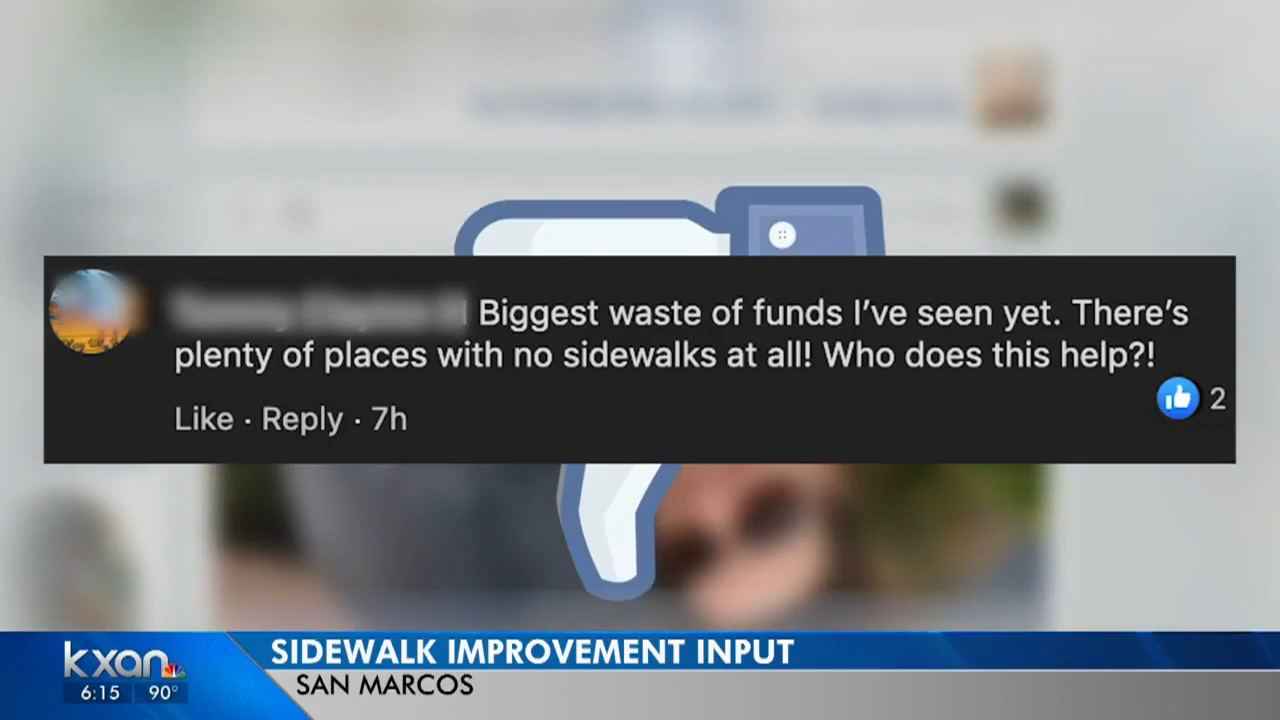 Biggest waste of funds I've seen yet. There's
plenty of places with no sidewalks at all! Who does this help?!
2
Like · Reply · 7h
SIDEWALK IMPROVEMENT INPUT
kxan
SAN MARCOS
6:15 90°